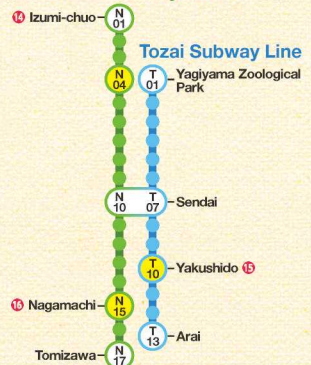 14 Izumi-chuo
N
01
Tozai Subway Line
N
04
T
01
Yagiyama Zoological
Park
N
10
T
07
Sendai
T
10
Yakushido 15
16 Nagamachi
N
15
T
13
Arai
Tomizawa
N
17